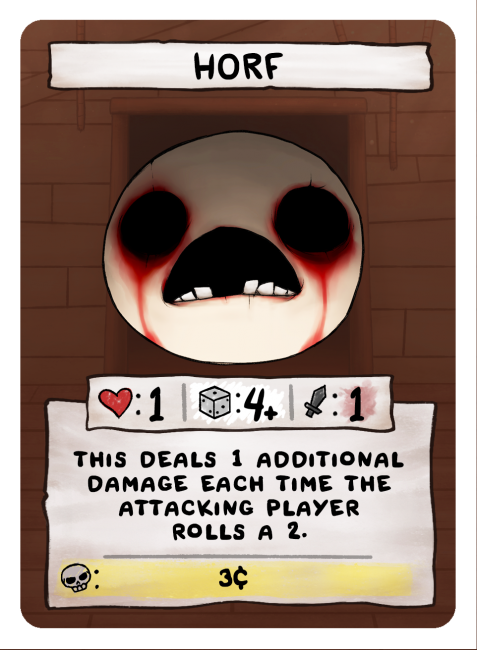 HORF
:1 :4+ :1
THIS DEALS 1 ADDITIONAL
DAMAGE EACH TIME THE
ATTACKING PLAYER
ROLLS A 2.
: 3¢